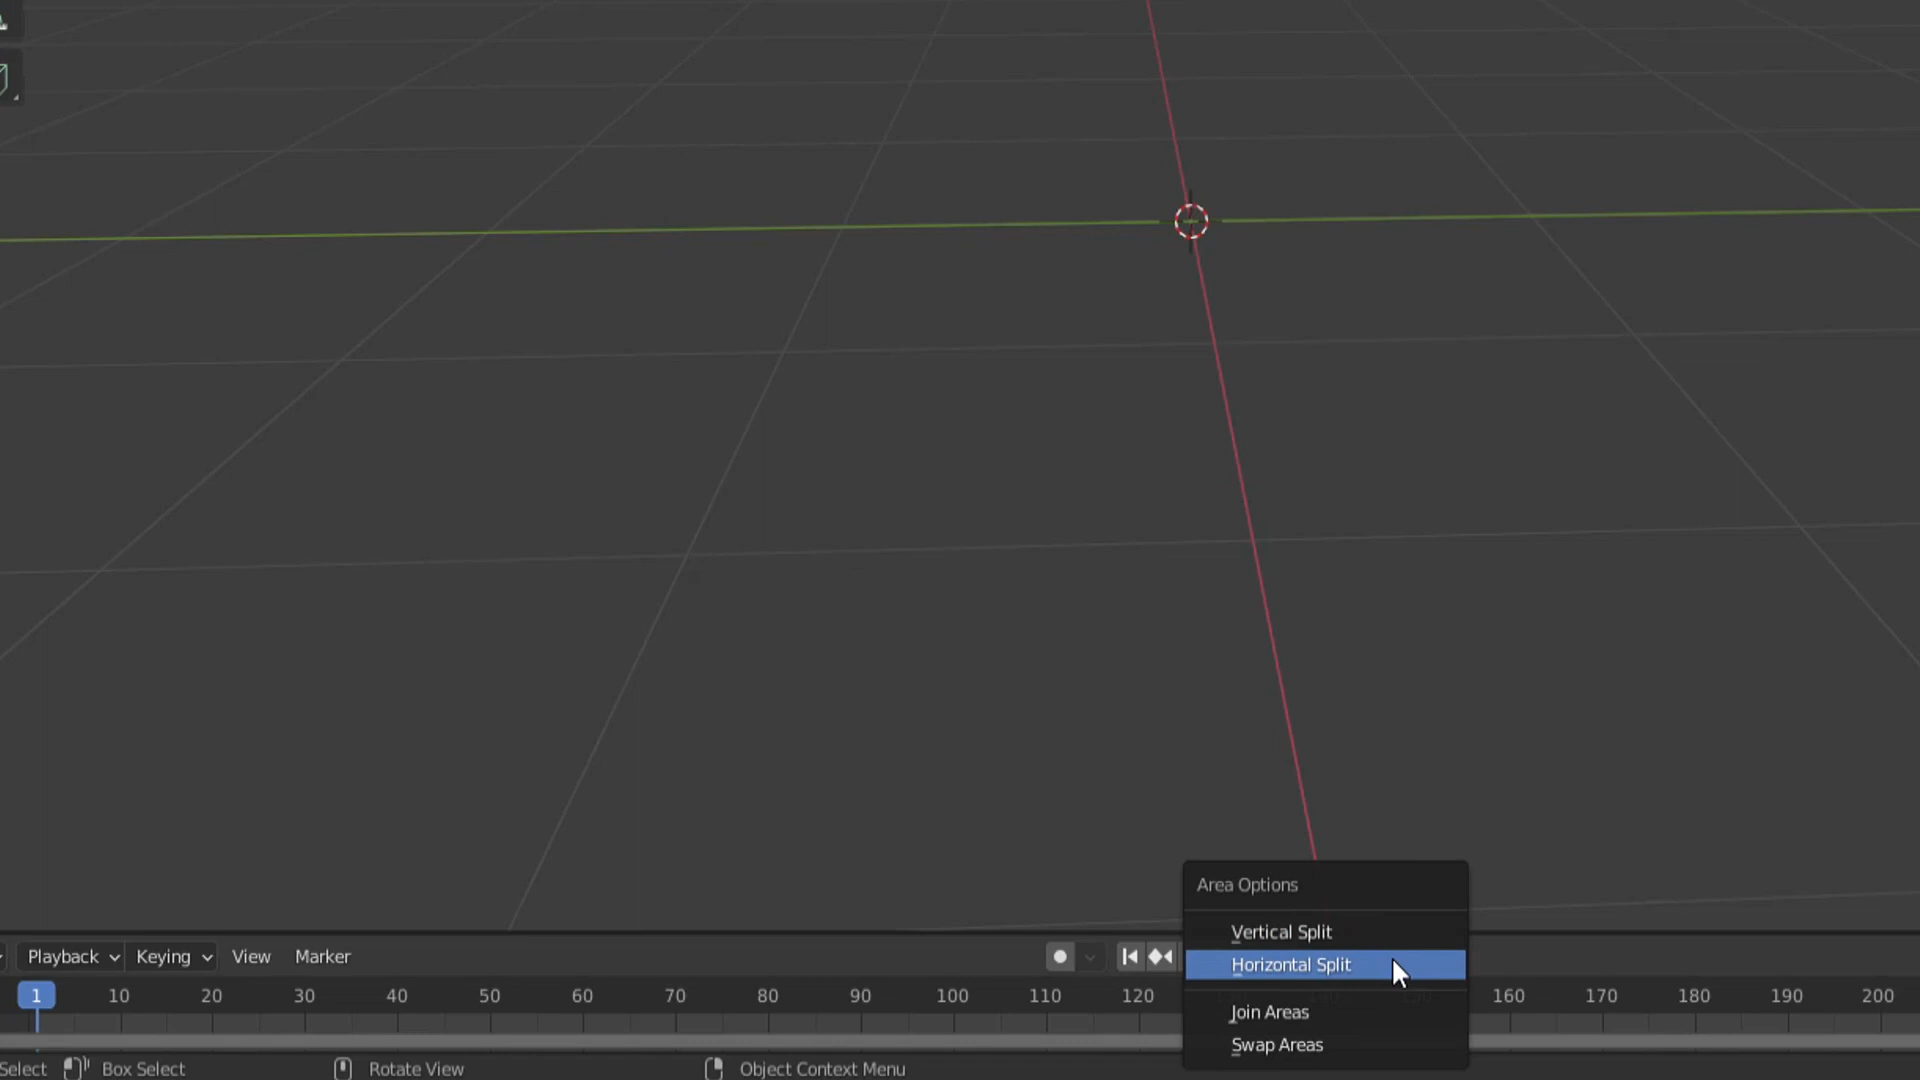 Area Options
Vertical Split
Horizontal Split
Join Areas
Swap Areas
Playback Keying View Marker
1 10 20 30 40 50 60 70 80 90 100 110 120 160 170 180 190 200
Select Box Select Rotate View Object Context Menu